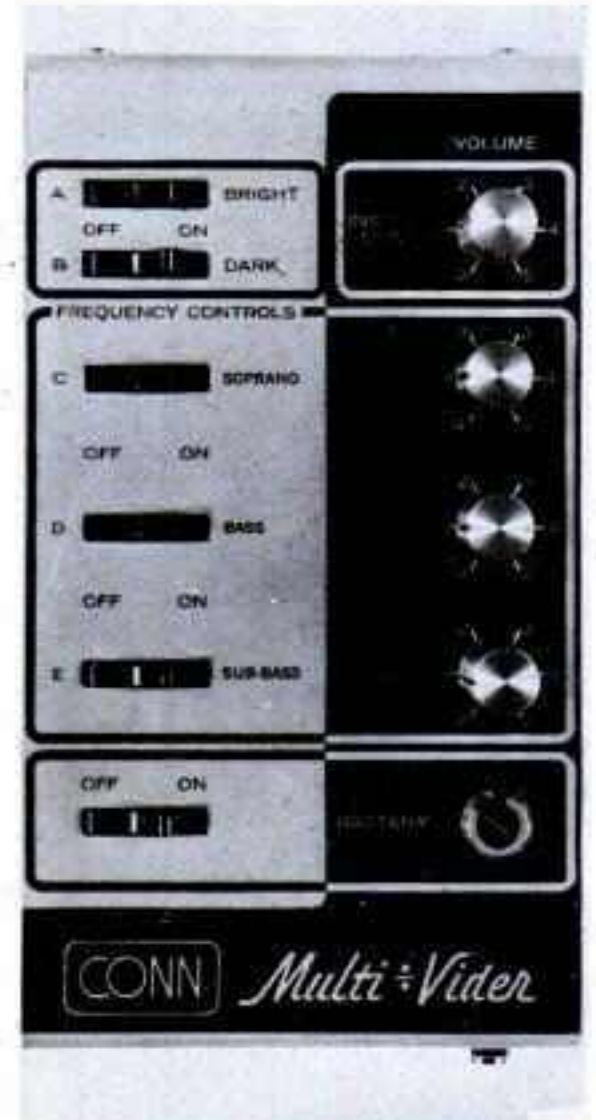 VOLUME
A BRIGHT
OFF ON
B DARK
FREQUENCY CONTROLS
C SOPRANO
OFF ON
D BASS
OFF ON
E SUB-BASS
OFF ON
CONN Multi÷Vider